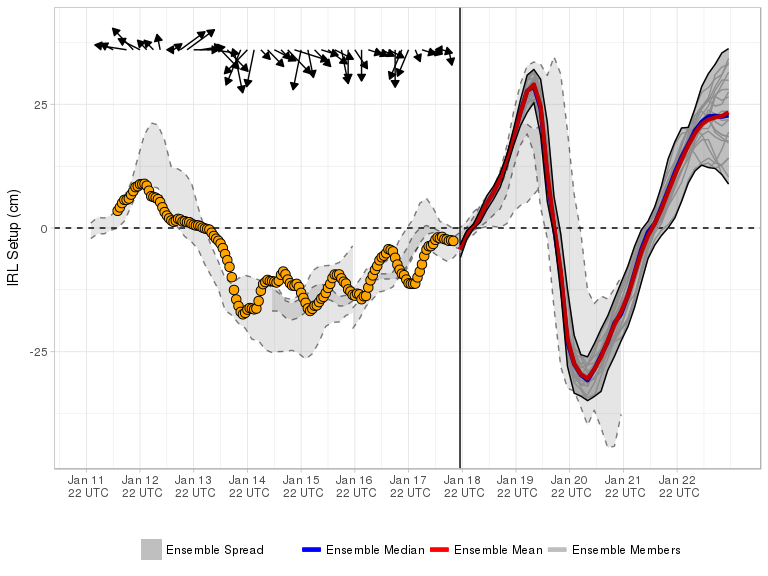 IRL Setup (cm)
25
0
-25
Jan 11 Jan 12 Jan 13 Jan 14 Jan 15 Jan 16 Jan 17 Jan 18 Jan 19 Jan 20 Jan 21 Jan 22
22 UTC 22 UTC 22 UTC 22 UTC 22 UTC 22 UTC 22 UTC 22 UTC 22 UTC 22 UTC 22 UTC 22 UTC
Ensemble Spread Ensemble Median Ensemble Mean Ensemble Members